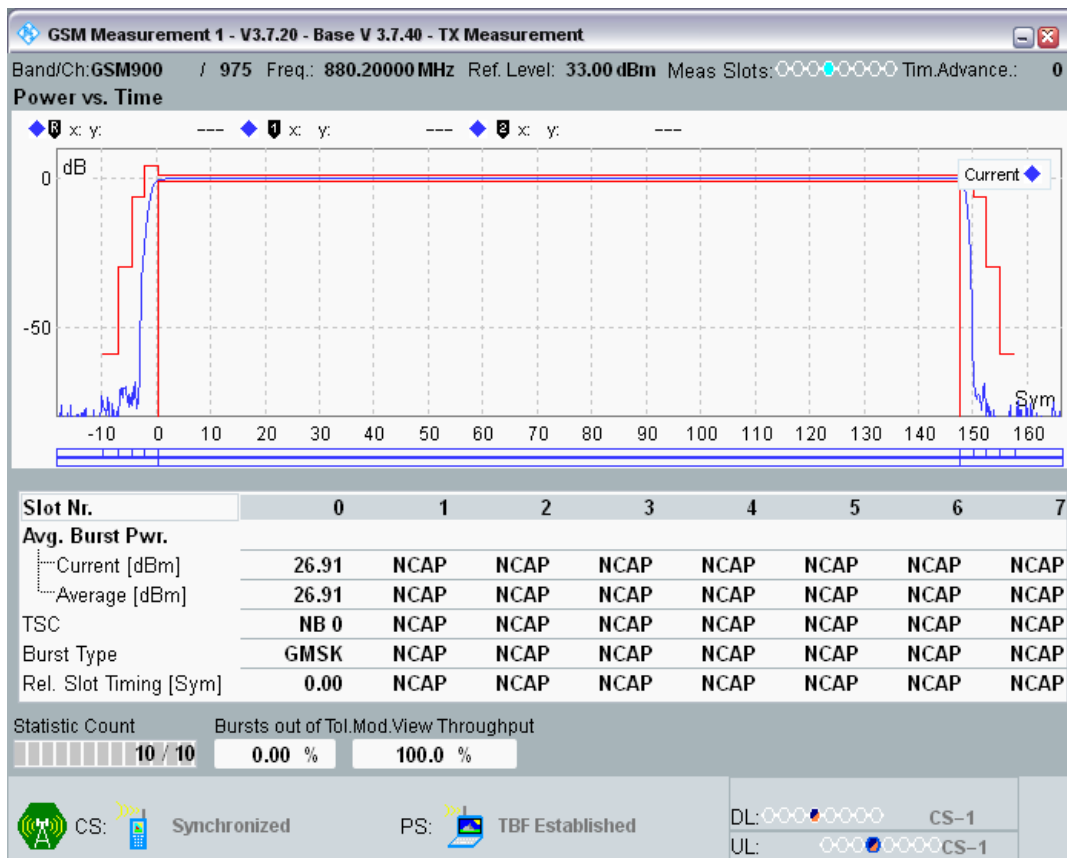 GSM Measurement 1 - V3.7.20 - Base V 3.7.40 - TX Measurement
Band/Ch:GSM900 / 975 Freq.: 880.20000 MHz Ref. Level: 33.00 dBm Meas Slots: Tim.Advance.: 0
Power vs. Time
R x: y: --- 1 x: y: --- 2 x: y: ---
dB
0
Current
-50
Sym
-10 0 10 20 30 40 50 60 70 80 90 100 110 120 130 140 150 160
Slot Nr. 0 1 2 3 4 5 6 7
Avg. Burst Pwr.
Current [dBm] 26.91 NCAP NCAP NCAP NCAP NCAP NCAP NCAP
Average [dBm] 26.91 NCAP NCAP NCAP NCAP NCAP NCAP NCAP
TSC NB 0 NCAP NCAP NCAP NCAP NCAP NCAP NCAP
Burst Type GMSK NCAP NCAP NCAP NCAP NCAP NCAP NCAP
Rel. Slot Timing [Sym] 0.00 NCAP NCAP NCAP NCAP NCAP NCAP NCAP
Statistic Count Bursts out of Tol. Mod.View Throughput
10 / 10 0.00 % 100.0 %
CS: Synchronized PS: TBF Established DL: CS-1
UL: CS-1